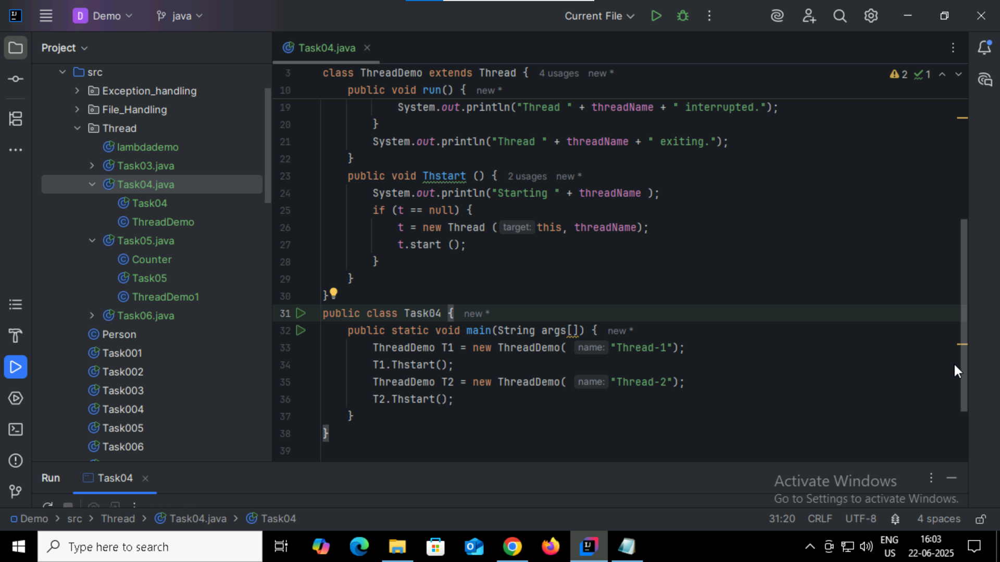 D Demo java Current File
Project
Task04.java
src
Exception_handling
File_Handling
Thread
lambdademo
Task03.java
Task04.java
Task04
ThreadDemo
Task05.java
Counter
Task05
ThreadDemo1
Task06.java
Person
Task001
Task002
Task003
Task004
Task005
Task006
3 class ThreadDemo extends Thread { 4 usages new *
2 1
10 public void run() { new *
19 System.out.println("Thread " + threadName + " interrupted.");
20 }
21 System.out.println("Thread " + threadName + " exiting.");
22 }
23 public void Thstart () { 2 usages new *
24 System.out.println("Starting " + threadName );
25 if (t == null) {
26 t = new Thread ( target: this, threadName);
27 t.start ();
28 }
29 }
30 }
31 public class Task04 { new *
32 public static void main(String args[]) { new *
33 ThreadDemo T1 = new ThreadDemo( name: "Thread-1");
34 T1.Thstart();
35 ThreadDemo T2 = new ThreadDemo( name: "Thread-2");
36 T2.Thstart();
37 }
38 }
39
Run Task04
Activate Windows
Go to Settings to activate Windows.
Demo > src > Thread > Task04.java > Task04
31:20 CRLF UTF-8 4 spaces
Type here to search
ENG
US
16:03
22-06-2025